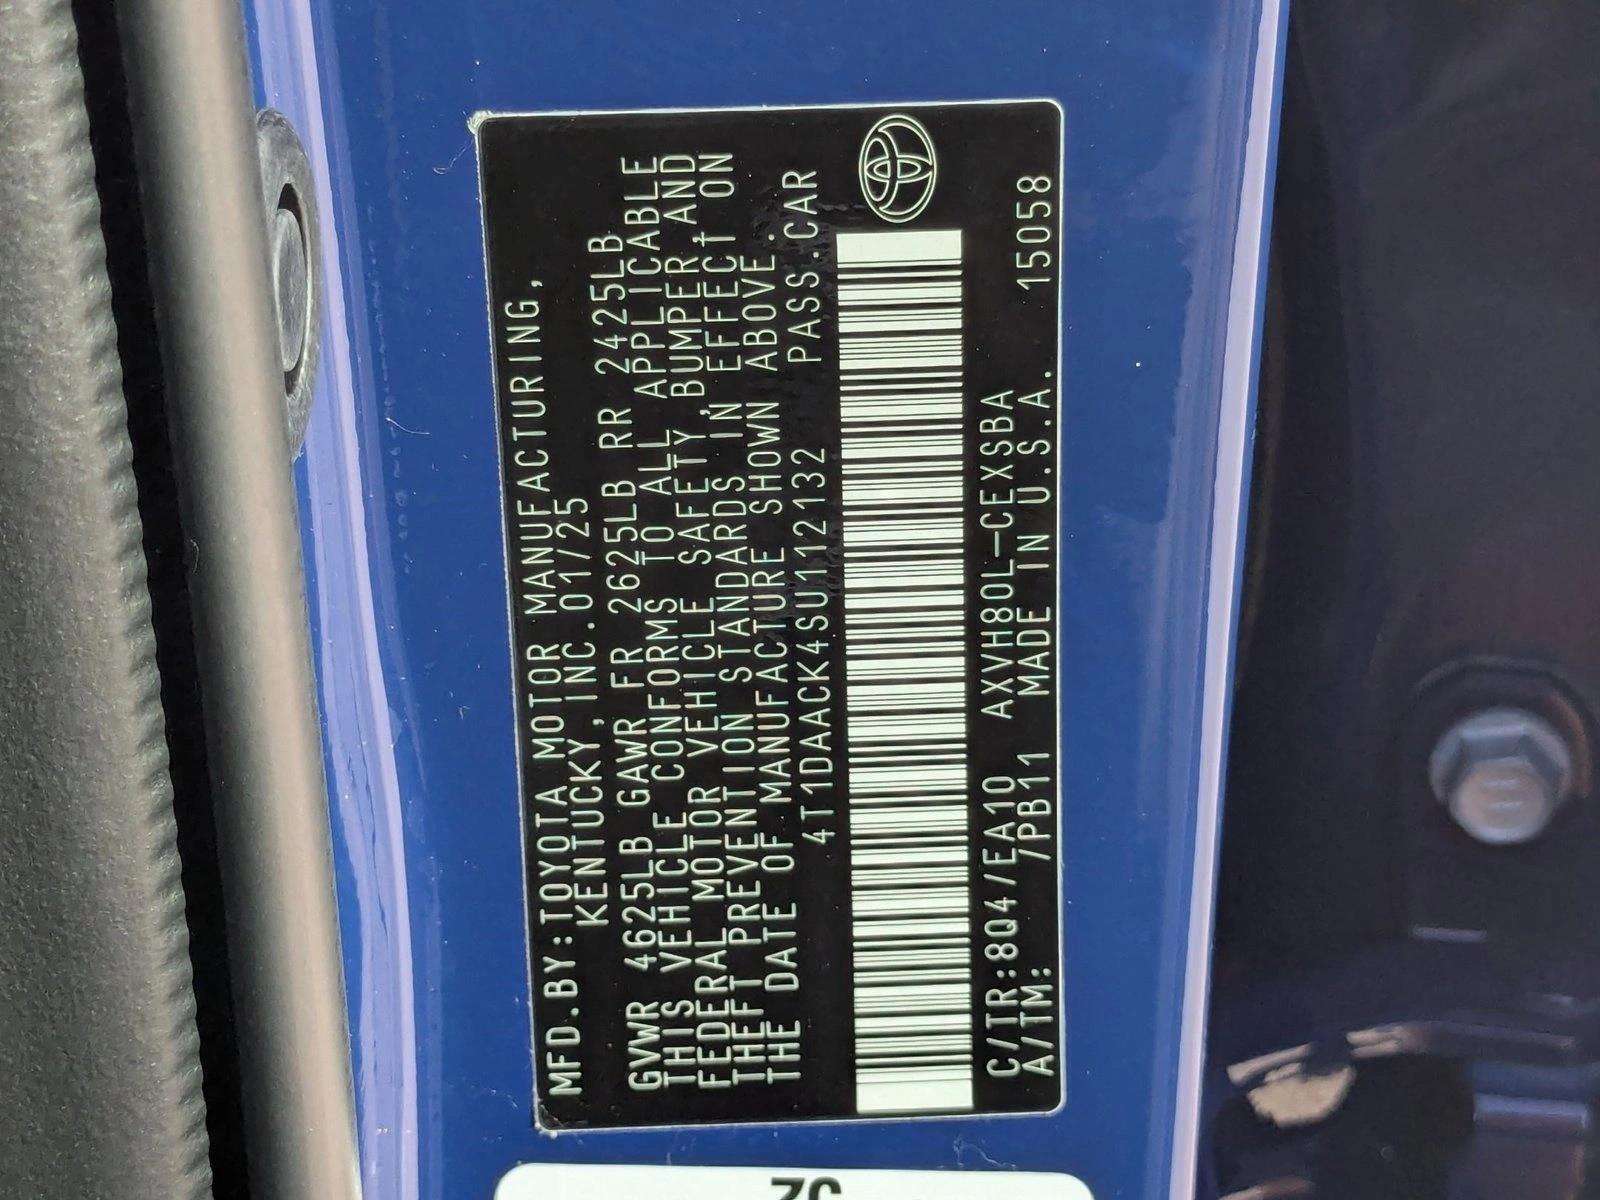 MFD.BY:TOYOTA MOTOR MANUFACTURING,
KENTUCKY,INC.01/25
GVWR 4625LB GAWR FR 2625LB RR 2425LB
THIS VEHICLE CONFORMS TO ALL APPLICABLE
FEDERAL MOTOR VEHICLE SAFETY,BUMPER,AND
THEFT PREVENTION STANDARDS IN EFFECT ON
THE DATE OF MANUFACTURE SHOWN ABOVE.
4T1DAACK4SU112132 PASS.CAR
C/TR:8Q4/EA10 AXVH80L-CEXSBA 15058
A/TM: /PB11 MADE IN U.S.A.